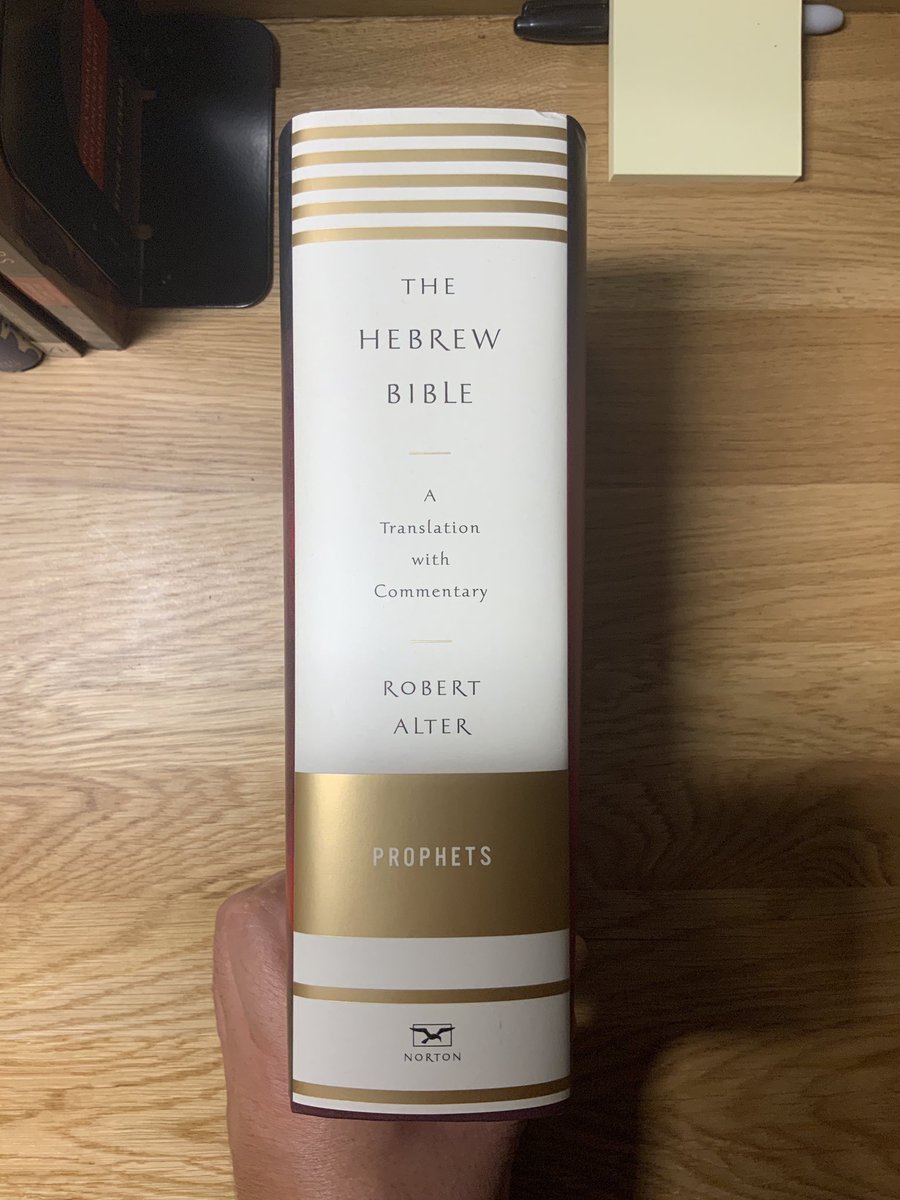 THE
HEBREW
BIBLE
A
Translation
with
Commentary
ROBERT
ALTER
PROPHETS
NORTON